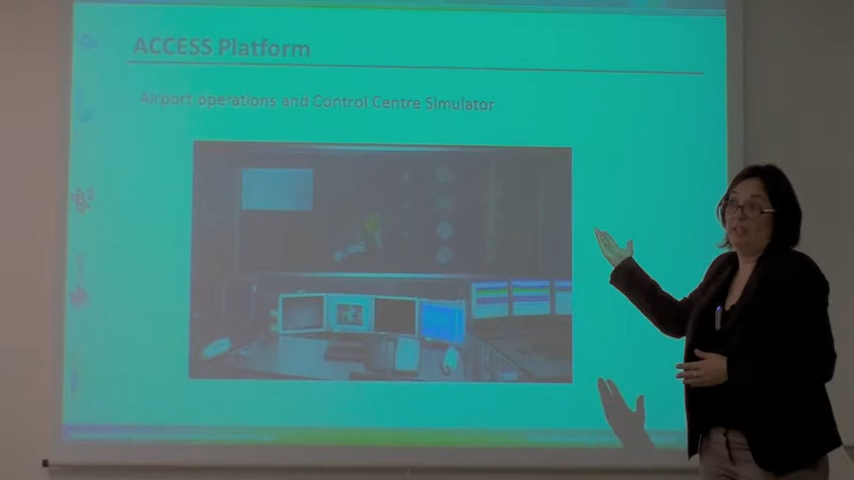 ACCESS Platform
Airport operations and Control Centre Simulator